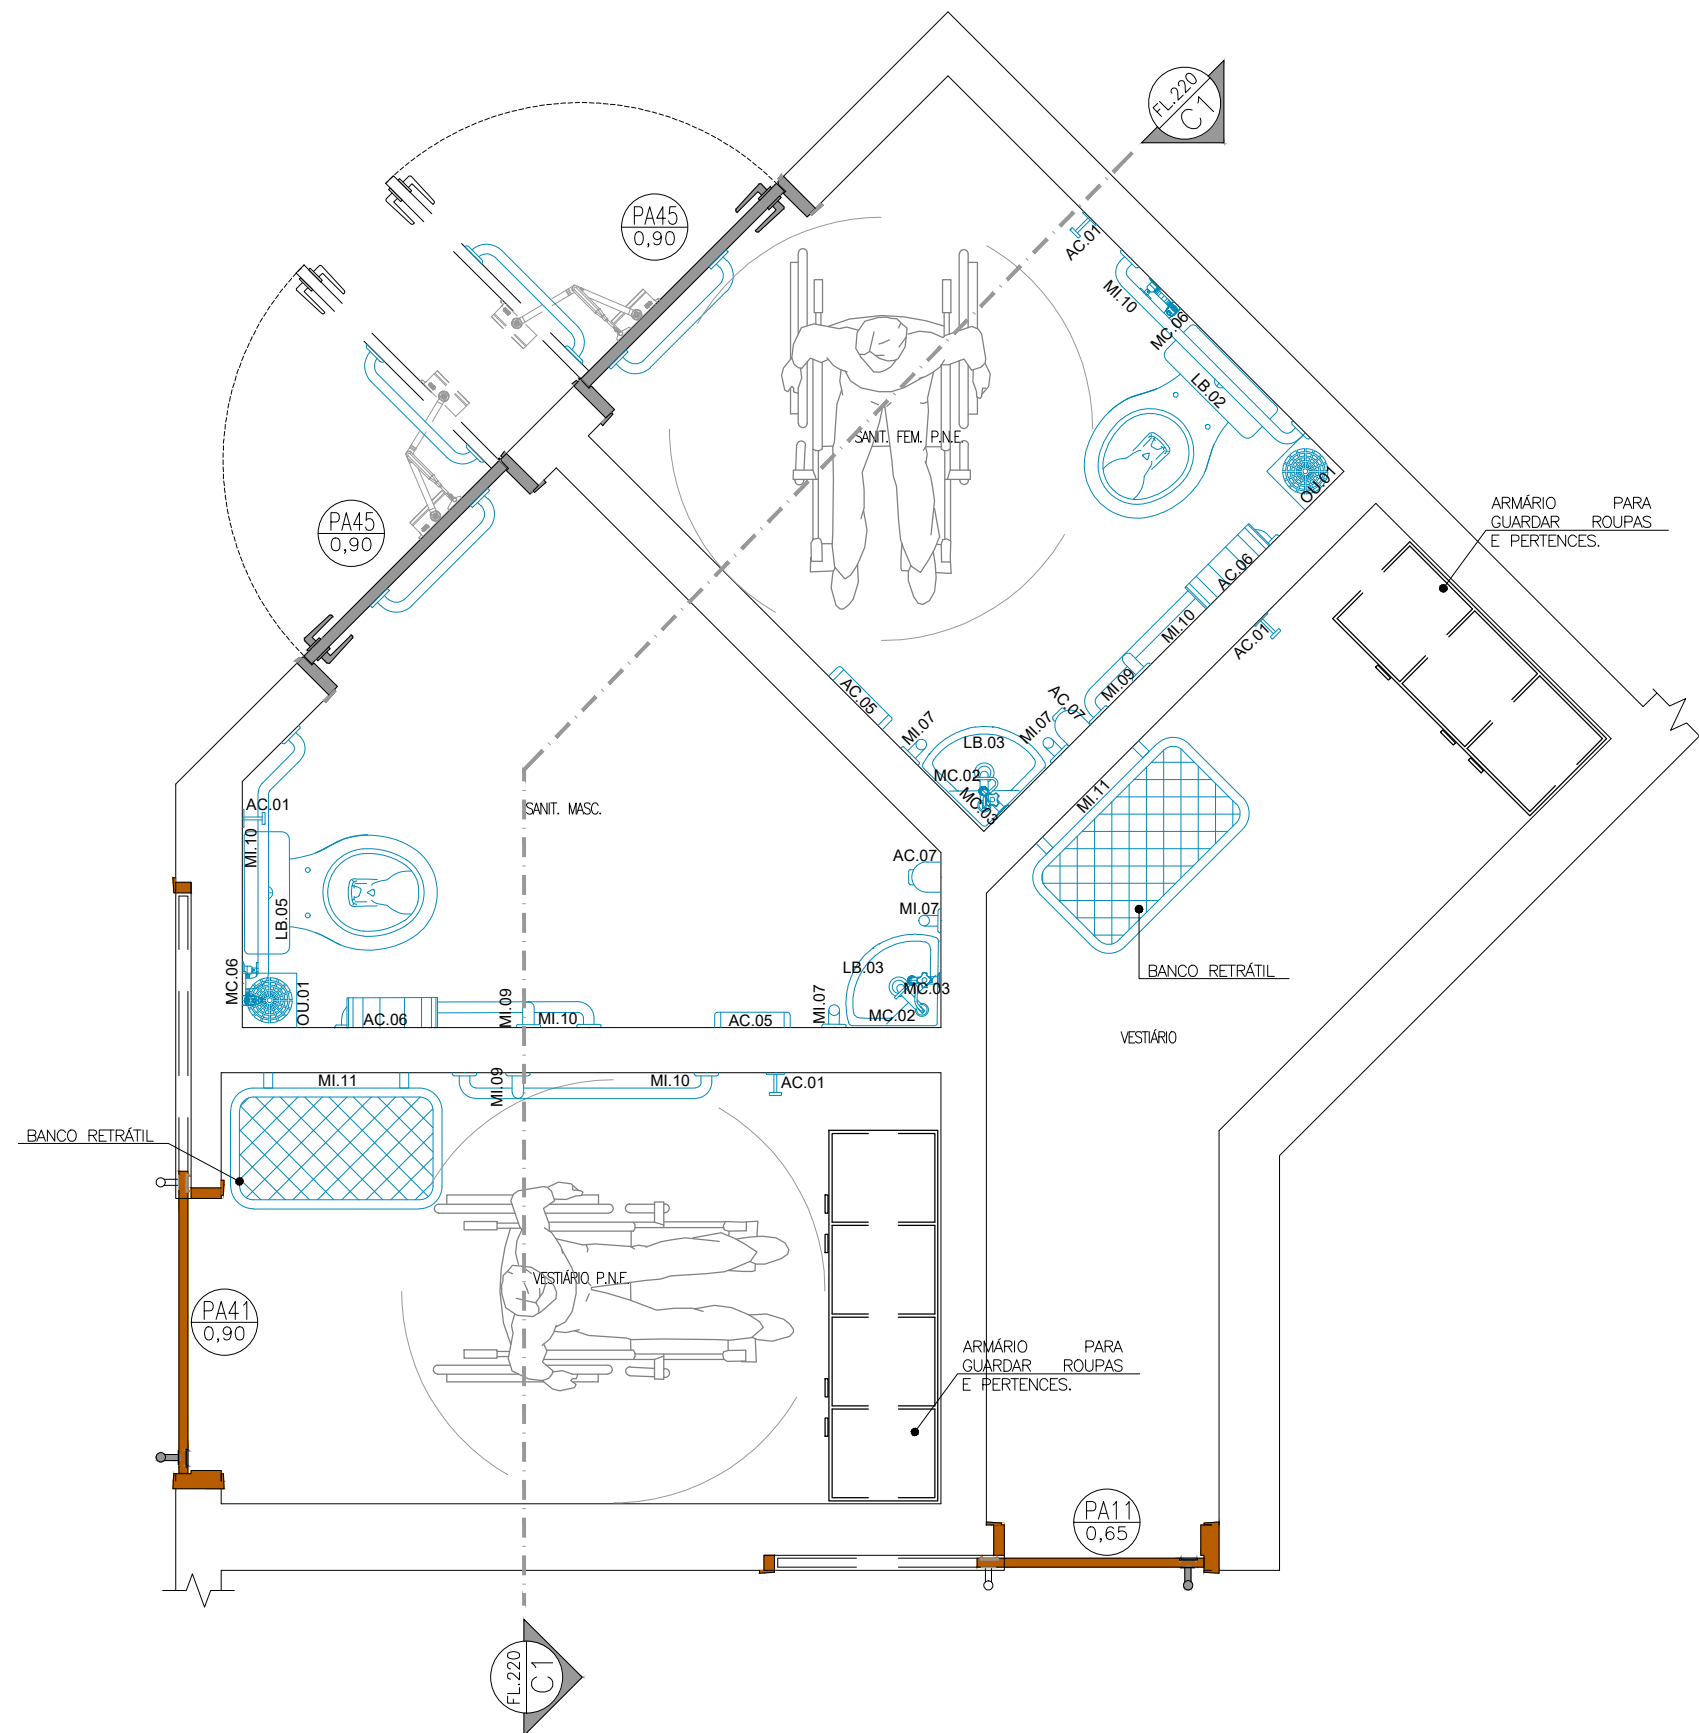 FL.220
C1
PA45
0,90
AC.01
MI.10
MC.06
LB.02
SANIT. FEM. P.N.E.
OU.01
ARMÁRIO PARA
GUARDAR ROUPAS
E PERTENCES.
PA45
0,90
AC.06
MI.10
AC.01
MI.09
AC.07
AC.05
MI.07
MI.07
LB.03
MC.02
MC.03
MI.11
SANIT. MASC.
AC.01
MI.10
LB.05
MC.06
OU.01
AC.07
MI.07
LB.03
MC.03
MC.02
MI.07
BANCO RETRÁTIL
AC.06
MI.09
MI.10
AC.05
VESTIÁRIO
MI.11
MI.09
MI.10
AC.01
BANCO RETRÁTIL
VESTIÁRIO P.N.E.
PA41
0,90
ARMÁRIO PARA
GUARDAR ROUPAS
E PERTENCES.
PA11
0,65
FL.220
C1